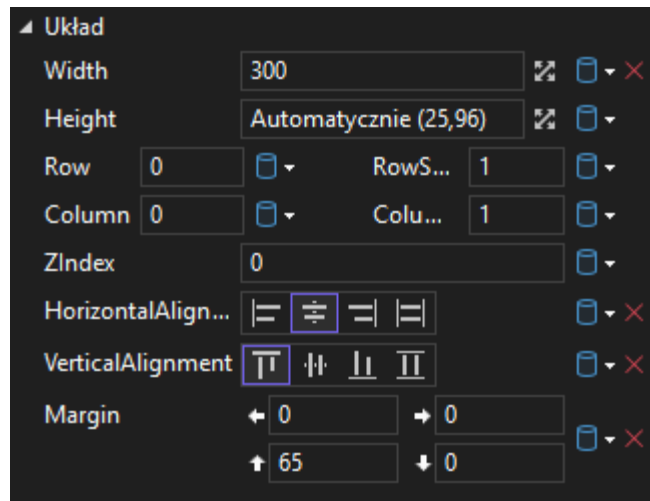 Układ
Width 300
Height Automatycznie (25,96)
Row 0 RowS... 1
Column 0 Colu... 1
ZIndex 0
HorizontalAlign...
VerticalAlignment
Margin 0 0
65 0